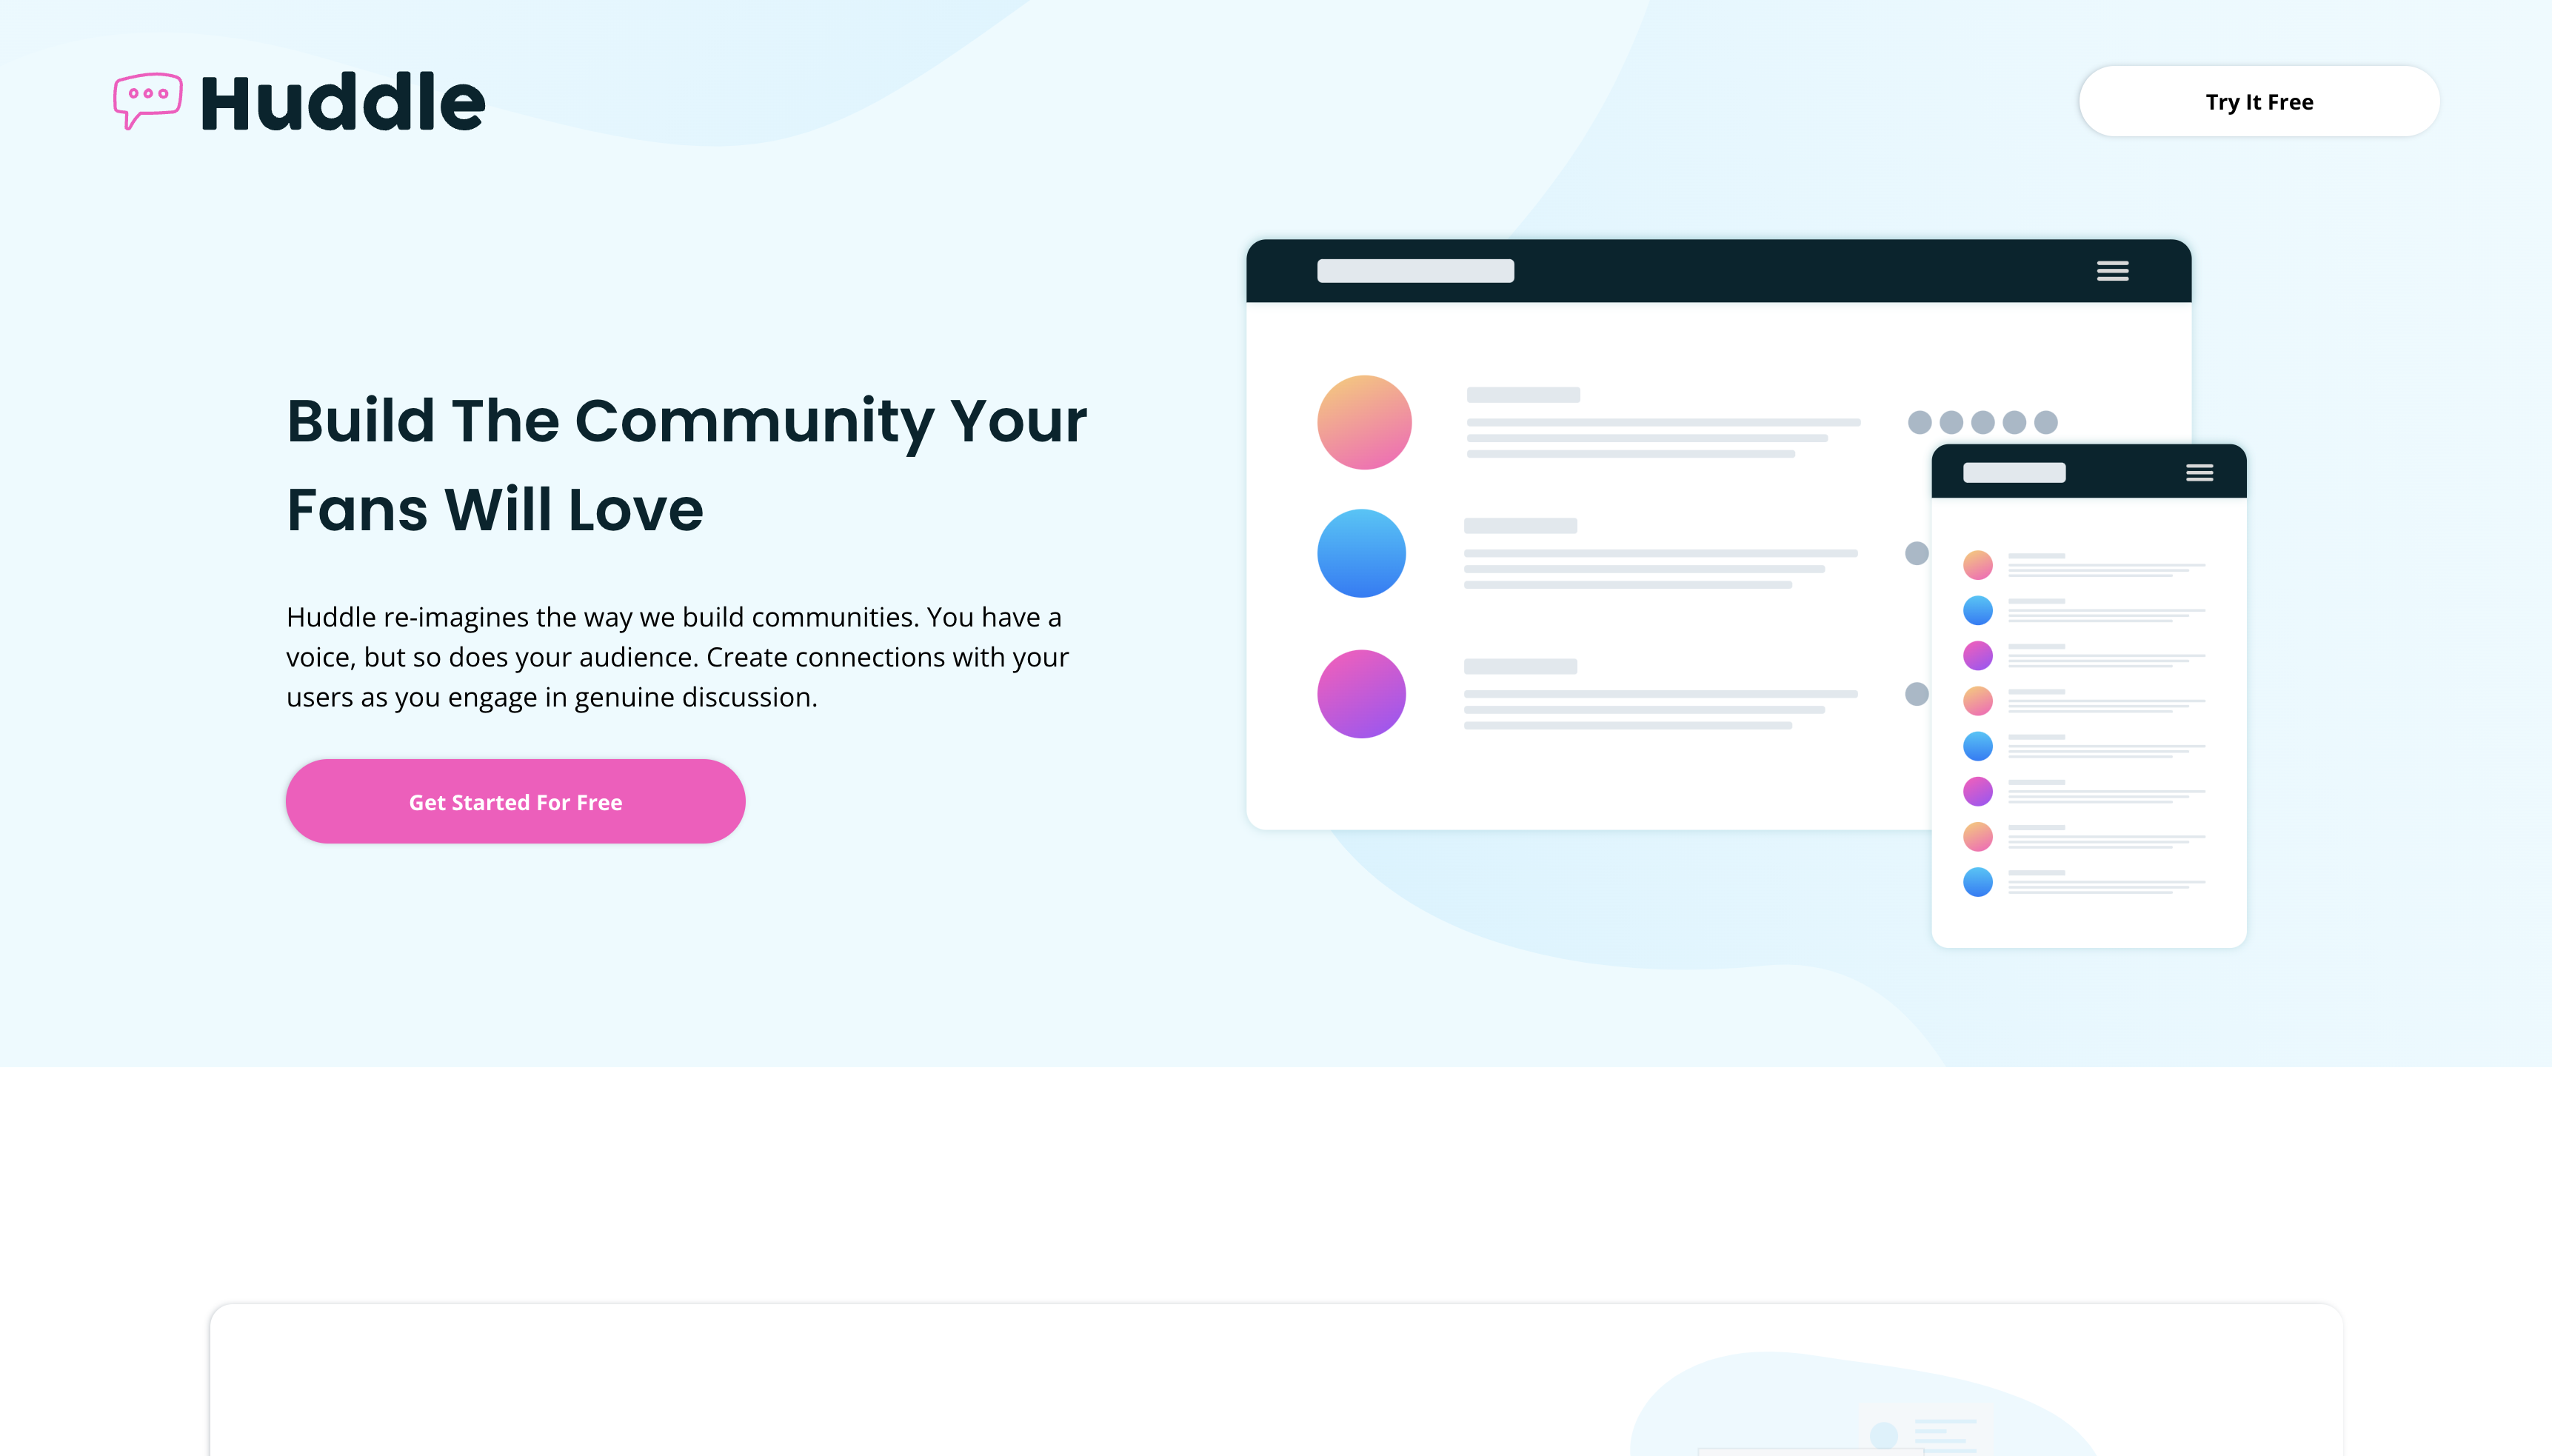 Huddle
Try It Free
Build The Community Your
Fans Will Love
Huddle re-imagines the way we build communities. You have a
voice, but so does your audience. Create connections with your
users as you engage in genuine discussion.
Get Started For Free